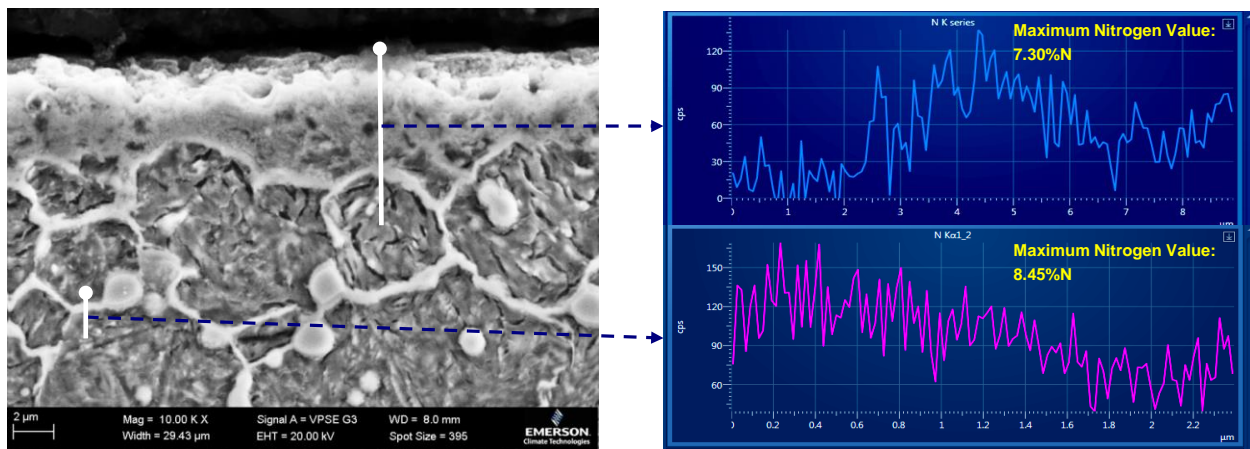 N K series
Maximum Nitrogen Value:
7.30%N
120
90
60
30
0
cps
0 1 2 3 4 5 6 7 8
µm
N Kα1_2
Maximum Nitrogen Value:
8.45%N
150
120
90
60
cps
0 0.2 0.4 0.6 0.8 1 1.2 1.4 1.6 1.8 2 2.2
µm
2 µm
Mag = 10.00 K X
Signal A = VPSE G3
WD = 8.0 mm
Width = 29.43 µm
EHT = 20.00 kV
Spot Size = 395
EMERSON
Climate Technologies